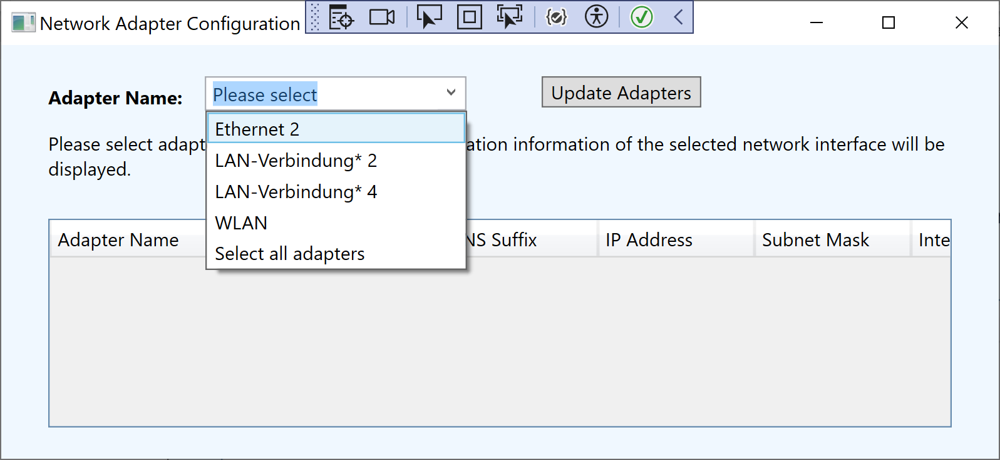 Network Adapter Configuration
Adapter Name:
Please select
Update Adapters
Ethernet 2
LAN-Verbindung* 2
LAN-Verbindung* 4
WLAN
Select all adapters
Please select adapt ation information of the selected network interface will be
displayed.
Adapter Name NS Suffix IP Address Subnet Mask Inte